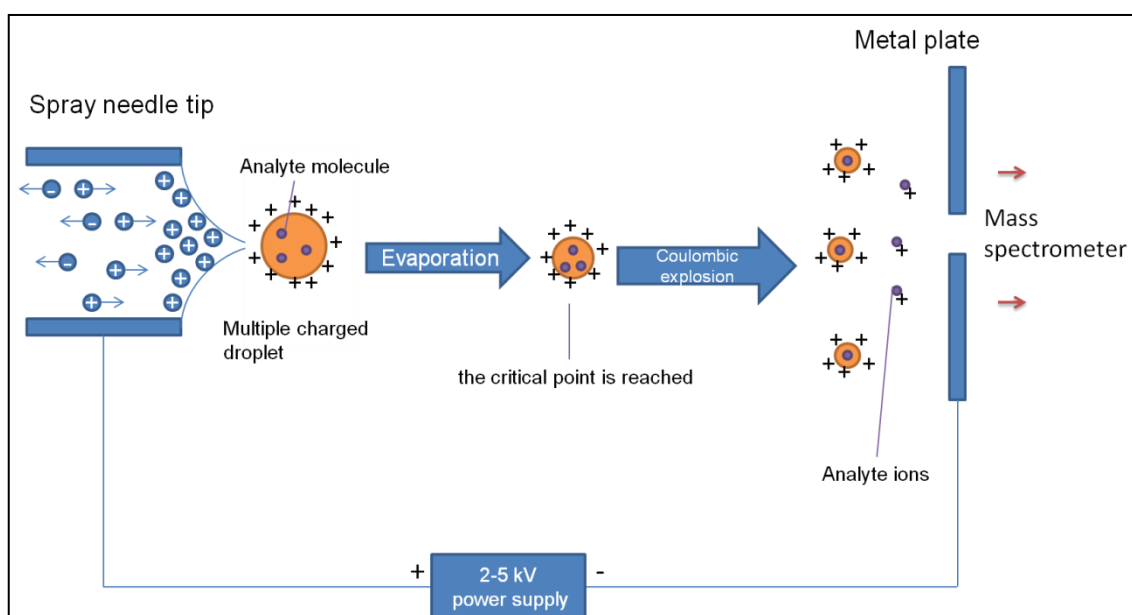 Metal plate
Spray needle tip
Analyte molecule
Evaporation
Coulombic
explosion
Mass
spectrometer
Multiple charged
droplet
the critical point is reached
Analyte ions
+
2-5 kV
power supply
-